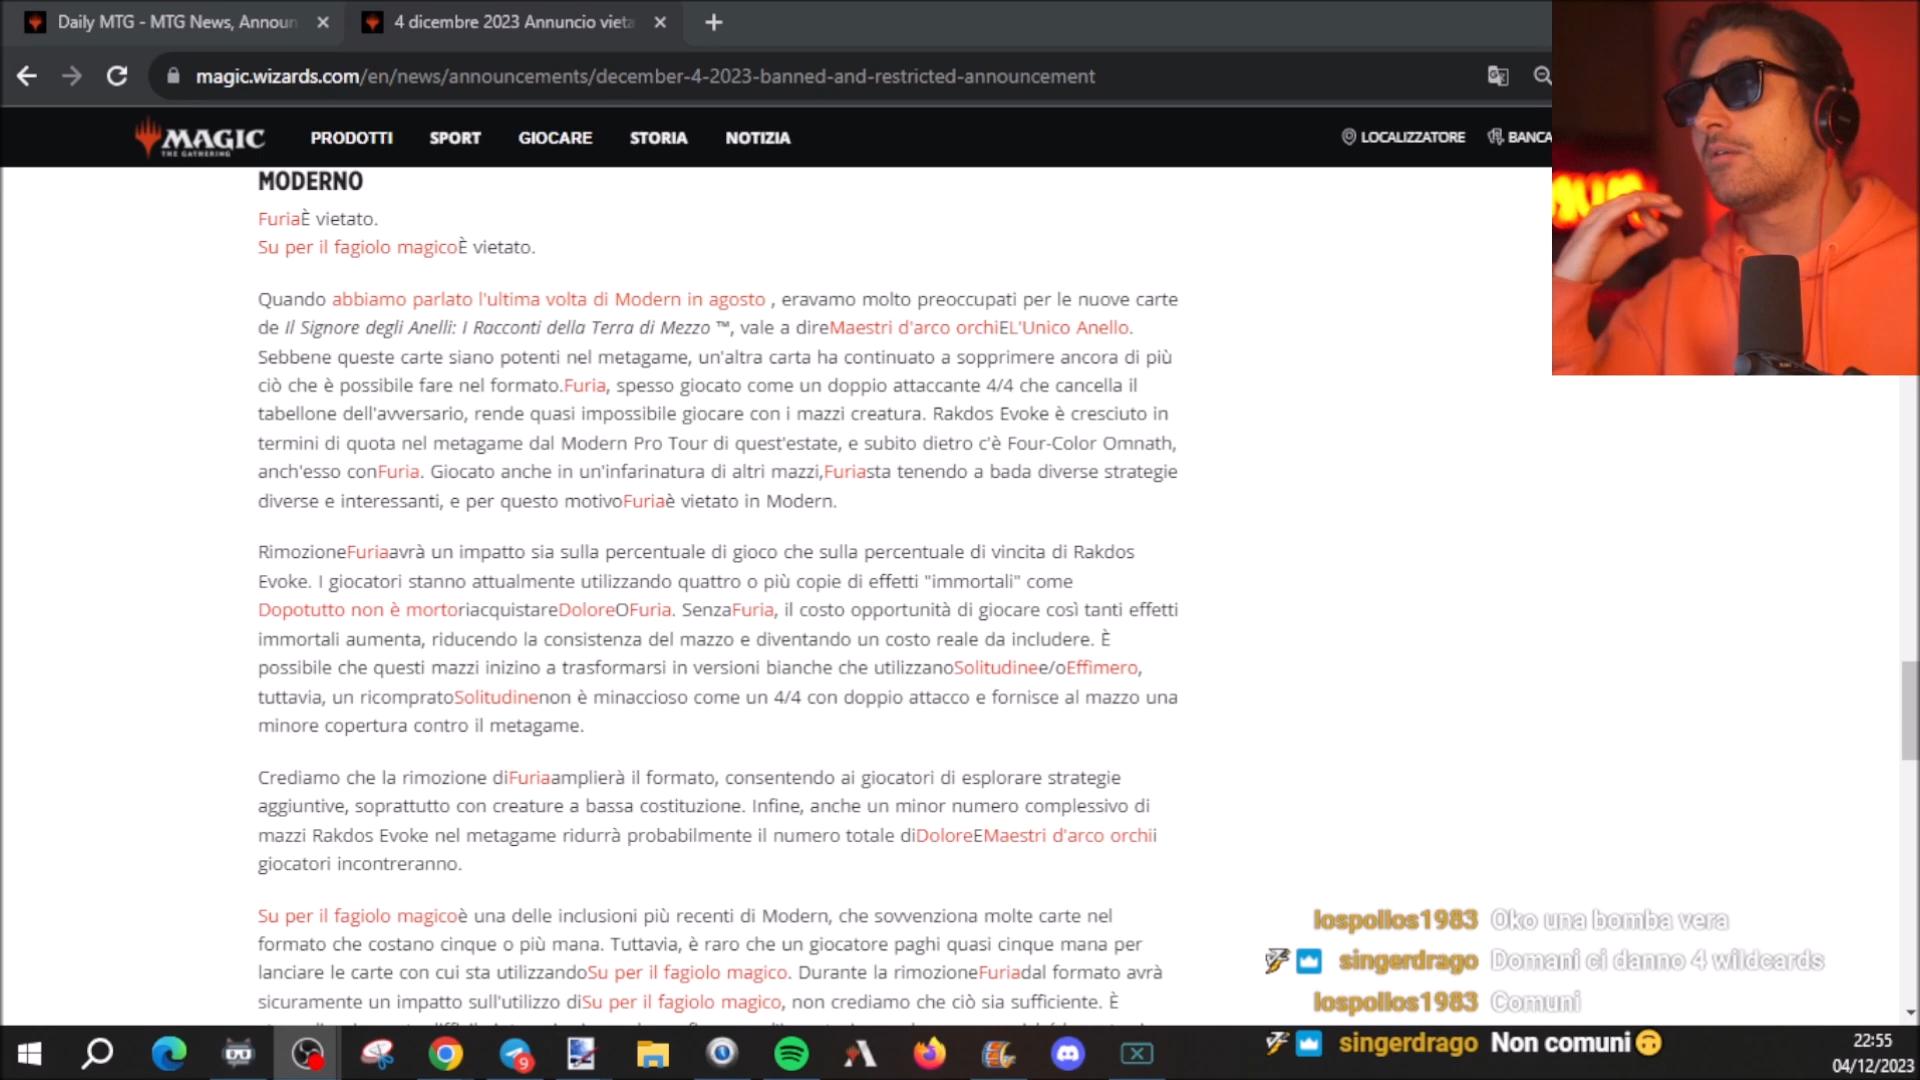 Daily MTG - MTG News, Announ
4 dicembre 2023 Annuncio vieta
magic.wizards.com/en/news/announcements/december-4-2023-banned-and-restricted-announcement
MAGIC
THE GATHERING
PRODOTTI
SPORT
GIOCARE
STORIA
NOTIZIA
LOCALIZZATORE
BANCA
MODERNO
FuriaÈ vietato.
Su per il fagiolo magicoÈ vietato.
Quando abbiamo parlato l'ultima volta di Modern in agosto , eravamo molto preoccupati per le nuove carte
de Il Signore degli Anelli: I Racconti della Terra di Mezzo ™, vale a direMaestri d'arco orchiEL'Unico Anello.
Sebbene queste carte siano potenti nel metagame, un'altra carta ha continuato a sopprimere ancora di più
ciò che è possibile fare nel formato.Furia, spesso giocato come un doppio attaccante 4/4 che cancella il
tabellone dell'avversario, rende quasi impossibile giocare con i mazzi creatura. Rakdos Evoke è cresciuto in
termini di quota nel metagame dal Modern Pro Tour di quest'estate, e subito dietro c'è Four-Color Omnath,
anch'esso conFuria. Giocato anche in un'infarinatura di altri mazzi,Furiasta tenendo a bada diverse strategie
diverse e interessanti, e per questo motivoFuriaè vietato in Modern.
RimozioneFuriaavrà un impatto sia sulla percentuale di gioco che sulla percentuale di vincita di Rakdos
Evoke. I giocatori stanno attualmente utilizzando quattro o più copie di effetti "immortali" come
Dopotutto non è mortoriacquistareDoloreOFuria. SenzaFuria, il costo opportunità di giocare così tanti effetti
immortali aumenta, riducendo la consistenza del mazzo e diventando un costo reale da includere. È
possibile che questi mazzi inizino a trasformarsi in versioni bianche che utilizzanoSolitudinee/oEffimero,
tuttavia, un ricompratoSolitudinenon è minaccioso come un 4/4 con doppio attacco e fornisce al mazzo una
minore copertura contro il metagame.
Crediamo che la rimozione diFuriaamplierà il formato, consentendo ai giocatori di esplorare strategie
aggiuntive, soprattutto con creature a bassa costituzione. Infine, anche un minor numero complessivo di
mazzi Rakdos Evoke nel metagame ridurrà probabilmente il numero totale diDoloreEMaestri d'arco orchii
giocatori incontreranno.
Su per il fagiolo magicoè una delle inclusioni più recenti di Modern, che sovvenziona molte carte nel
formato che costano cinque o più mana. Tuttavia, è raro che un giocatore paghi quasi cinque mana per
lanciare le carte con cui sta utilizzandoSu per il fagiolo magico. Durante la rimozioneFuriadal formato avrà
sicuramente un impatto sull'utilizzo diSu per il fagiolo magico, non crediamo che ciò sia sufficiente. È
lospollos1983 Oko una bomba vera
singerdrago Domani ci danno 4 wildcards
lospollos1983 Comuni
singerdrago Non comuni🙃
9
22:55
04/12/2023